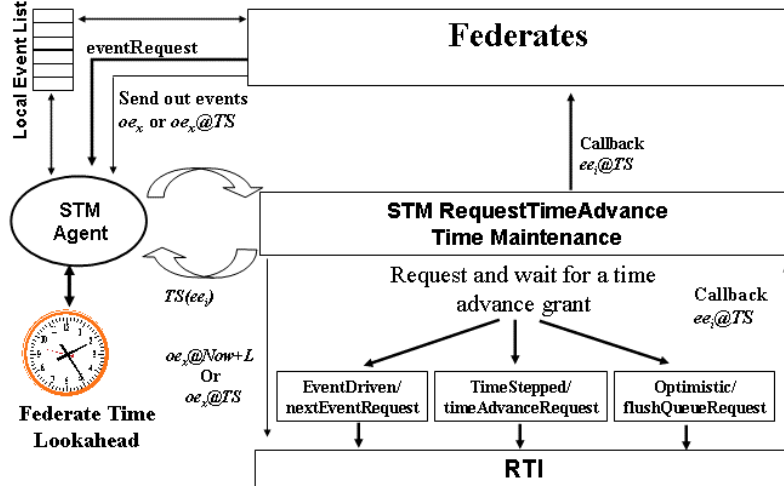 Local Event List
Federates
eventRequest
Send out events
oeₓ or oeₓ@TS
Callback
eeᵢ@TS
STM
Agent
STM RequestTimeAdvance
Time Maintenance
TS(eeᵢ)
Request and wait for a time
advance grant
Callback
eeᵢ@TS
oeₓ@Now+L
Or
oeₓ@TS
EventDriven/
nextEventRequest
TimeStepped/
timeAdvanceRequest
Optimistic/
flushQueueRequest
Federate Time
Lookahead
RTI